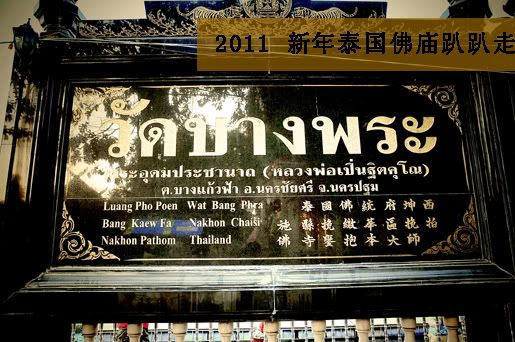 2011 新年泰国佛庙趴趴走
วัดบางพระ
พระอุดมประชานาถ (หลวงพ่อเปิ่นฐิตคุโณ)
ต.บางแก้วฟ้า อ.นครชัยศรี จ.นครปฐม
Luang Pho Poen Wat Bang Phra 泰國佛統府坤西
Bang Kaew Fa Nakhon Chaisi 施縣挽繳華區挽拍
Nakhon Pathom Thailand 佛寺變抱本大師